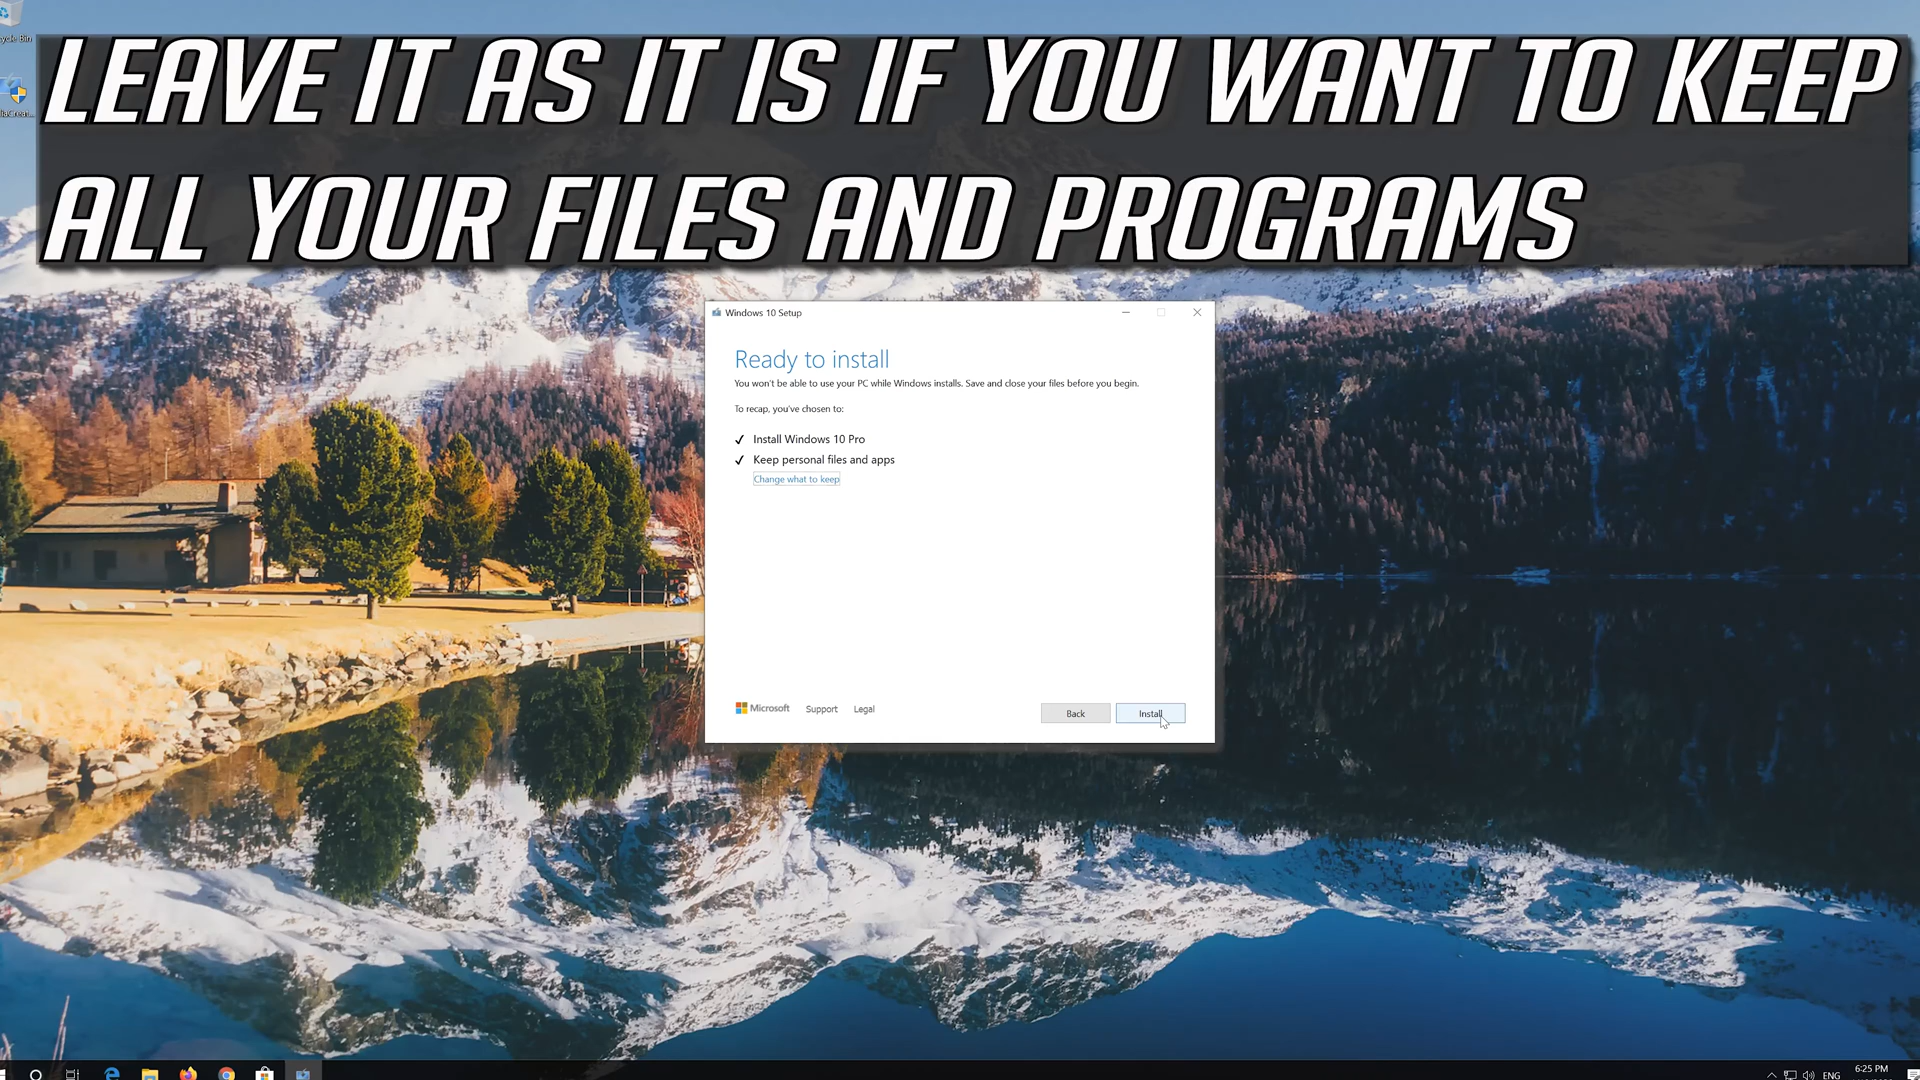 LEAVE IT AS IT IS IF YOU WANT TO KEEP
ALL YOUR FILES AND PROGRAMS
Windows 10 Setup
Ready to install
You won't be able to use your PC while Windows installs. Save and close your files before you begin.
To recap, you've chosen to:
Install Windows 10 Pro
Keep personal files and apps
Change what to keep
Microsoft Support Legal
Back Install
ENG
6:25 PM